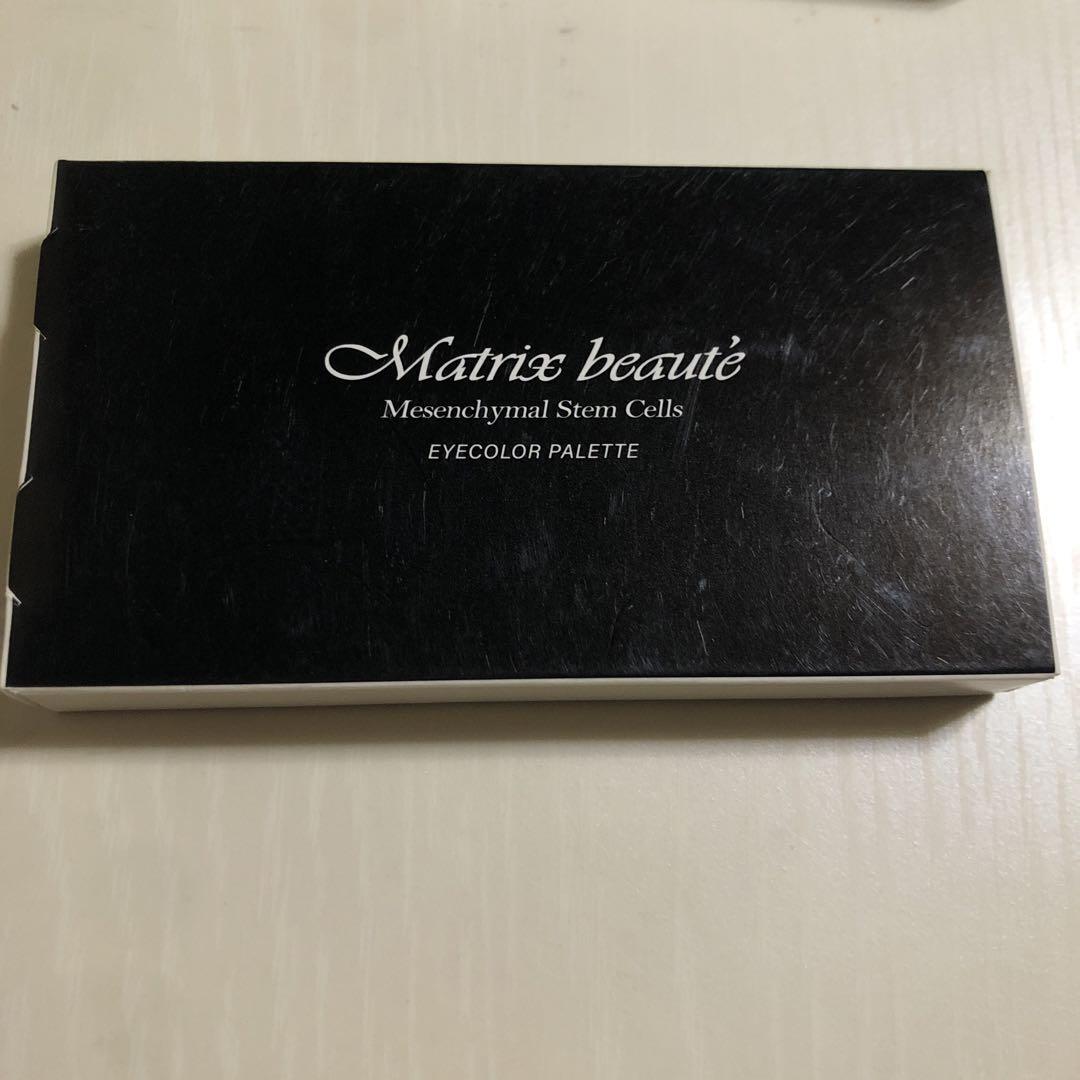 Matrix beauté
Mesenchymal Stem Cells
EYECOLOR PALETTE